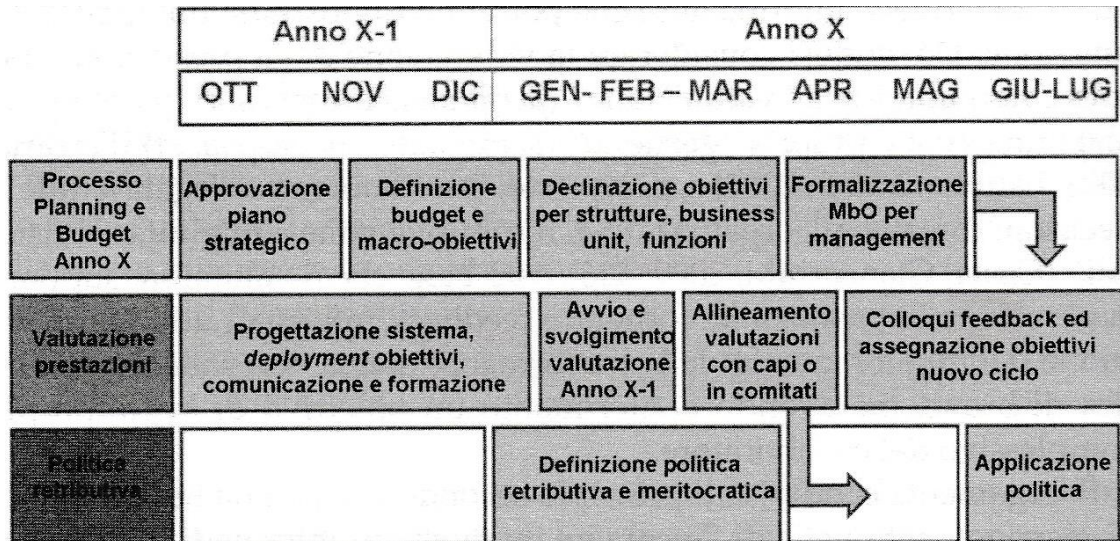 Anno X-1 Anno X
OTT NOV DIC GEN- FEB – MAR APR MAG GIU-LUG
Processo
Planning e
Budget
Anno X
Approvazione
piano
strategico
Definizione
budget e
macro-obiettivi
Declinazione obiettivi
per strutture, business
unit, funzioni
Formalizzazione
MbO per
management
Valutazione
prestazioni
Progettazione sistema,
deployment obiettivi,
comunicazione e formazione
Avvio e
svolgimento
valutazione
Anno X-1
Allineamento
valutazioni
con capi o
in comitati
Colloqui feedback ed
assegnazione obiettivi
nuovo ciclo
Politica
retributiva
Definizione politica
retributiva e meritocratica
Applicazione
politica